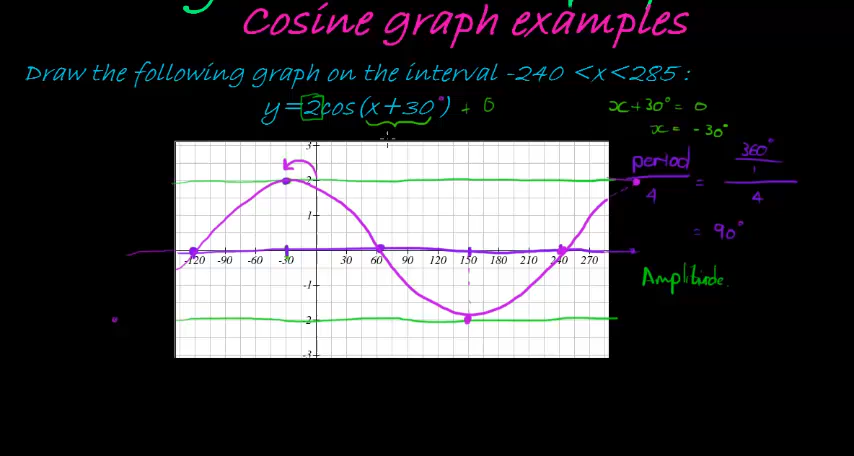 Cosine graph examples
Draw the following graph on the interval -240 <x<285 :
y=2cos(x+30°) + 0
x+30° = 0
x = -30°
period/4 = 360°/1/4
= 90°
Amplitude.
3
2
1
-1
-2
-3
-120 -90 -60 -30 30 60 90 120 150 180 210 240 270